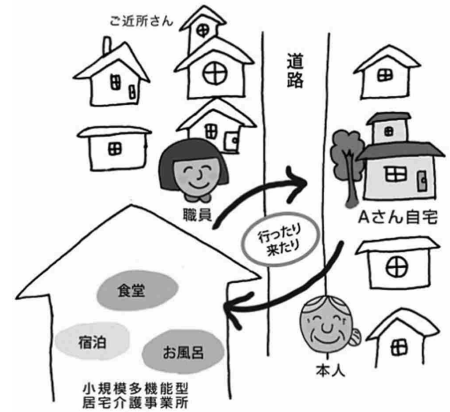 ご近所さん
道路
職員
Aさん自宅
行ったり
来たり
食堂
宿泊
お風呂
本人
小規模多機能型
居宅介護事業所